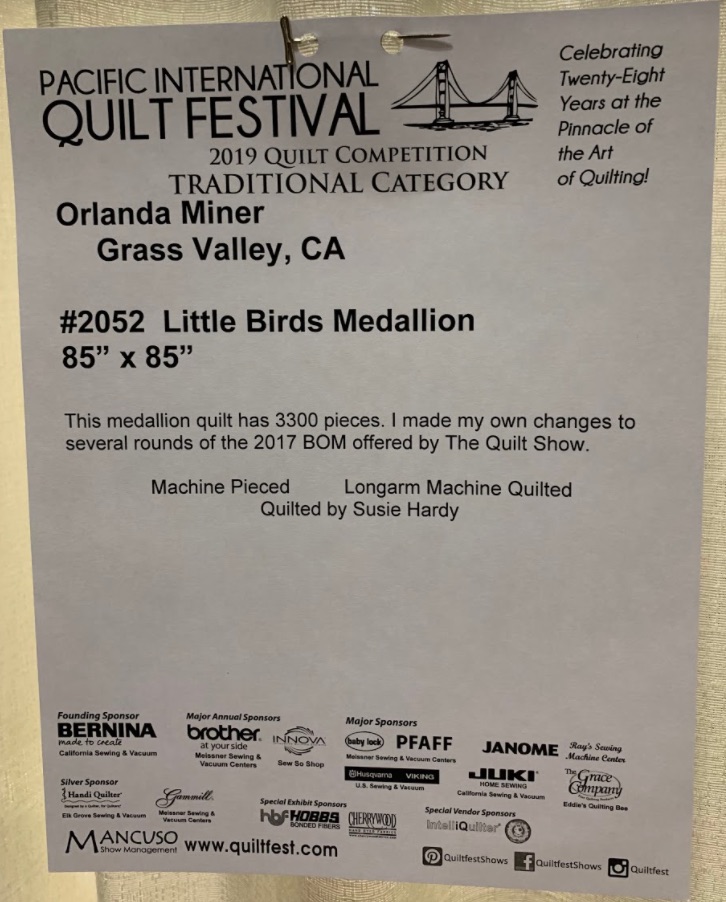 PACIFIC INTERNATIONAL
QUILT FESTIVAL
2019 QUILT COMPETITION
TRADITIONAL CATEGORY
Celebrating
Twenty-Eight
Years at the
Pinnacle of
the Art
of Quilting!
Orlanda Miner
Grass Valley, CA
#2052 Little Birds Medallion
85” x 85”
This medallion quilt has 3300 pieces. I made my own changes to
several rounds of the 2017 BOM offered by The Quilt Show.
Machine Pieced Longarm Machine Quilted
Quilted by Susie Hardy
Founding Sponsor
BERNINA
made to create
California Sewing & Vacuum
Major Annual Sponsors
brother
at your side
Meissner Sewing &
Vacuum Centers
INNOVA
Sew So Shop
Major Sponsors
baby lock PFAFF
Meissner Sewing & Vacuum Centers
Husqvarna VIKING
U.S. Sewing & Vacuum
JANOME
JUKI
HOME SEWING
California Sewing & Vacuum
Ray's Sewing
Machine Center
The Grace
Company
Eddie's Quilting Bee
Silver Sponsor
Handi Quilter
Elk Grove Sewing & Vacuum
Gammill
Meissner Sewing &
Vacuum Centers
Special Exhibit Sponsors
hbf HOBBS
BONDED FIBERS
CHERRYWOOD
Special Vendor Sponsors
IntelliQuilter
MANCUSO
Show Management
www.quiltfest.com
QuiltfestShows
QuiltfestShows
Quiltfest